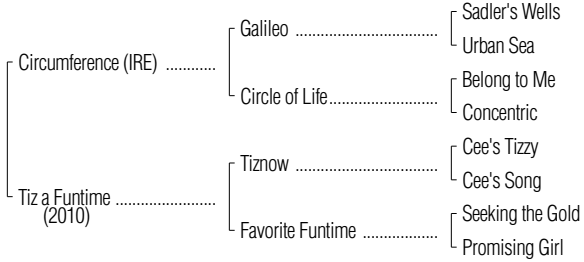 Sadler's Wells
Galileo ..............................
Urban Sea
Circumference (IRE) ...........
Belong to Me
Circle of Life.......................
Concentric
Cee's Tizzy
Tiznow ..............................
Cee's Song
Tiz a Funtime ......................
(2010)
Seeking the Gold
Favorite Funtime ................
Promising Girl